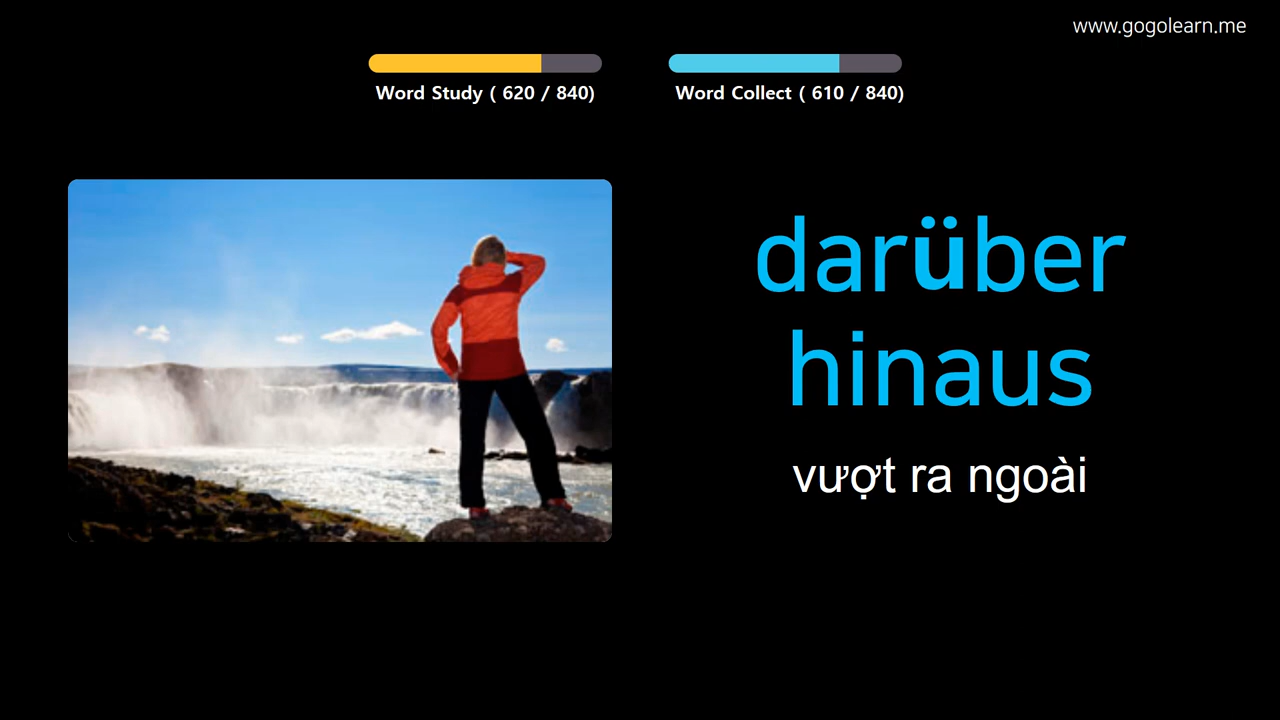 www.gogolearn.me
Word Study ( 620 / 840)
Word Collect ( 610 / 840)
darüber
hinaus
vượt ra ngoài